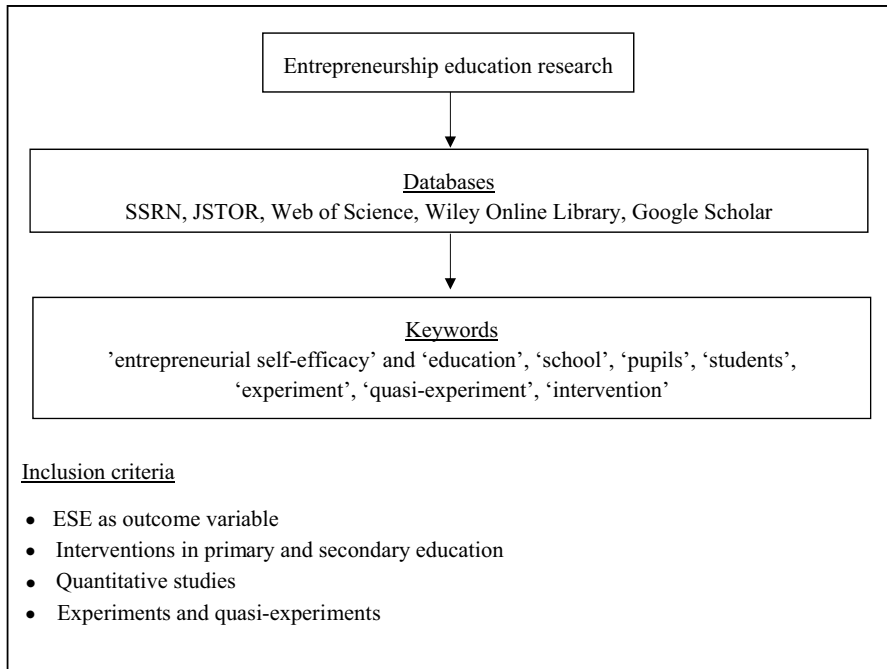 Entrepreneurship education research
Databases
SSRN, JSTOR, Web of Science, Wiley Online Library, Google Scholar
Keywords
’entrepreneurial self-efficacy’ and ‘education’, ‘school’, ‘pupils’, ‘students’,
‘experiment’, ‘quasi-experiment’, ‘intervention’
Inclusion criteria
• ESE as outcome variable
• Interventions in primary and secondary education
• Quantitative studies
• Experiments and quasi-experiments